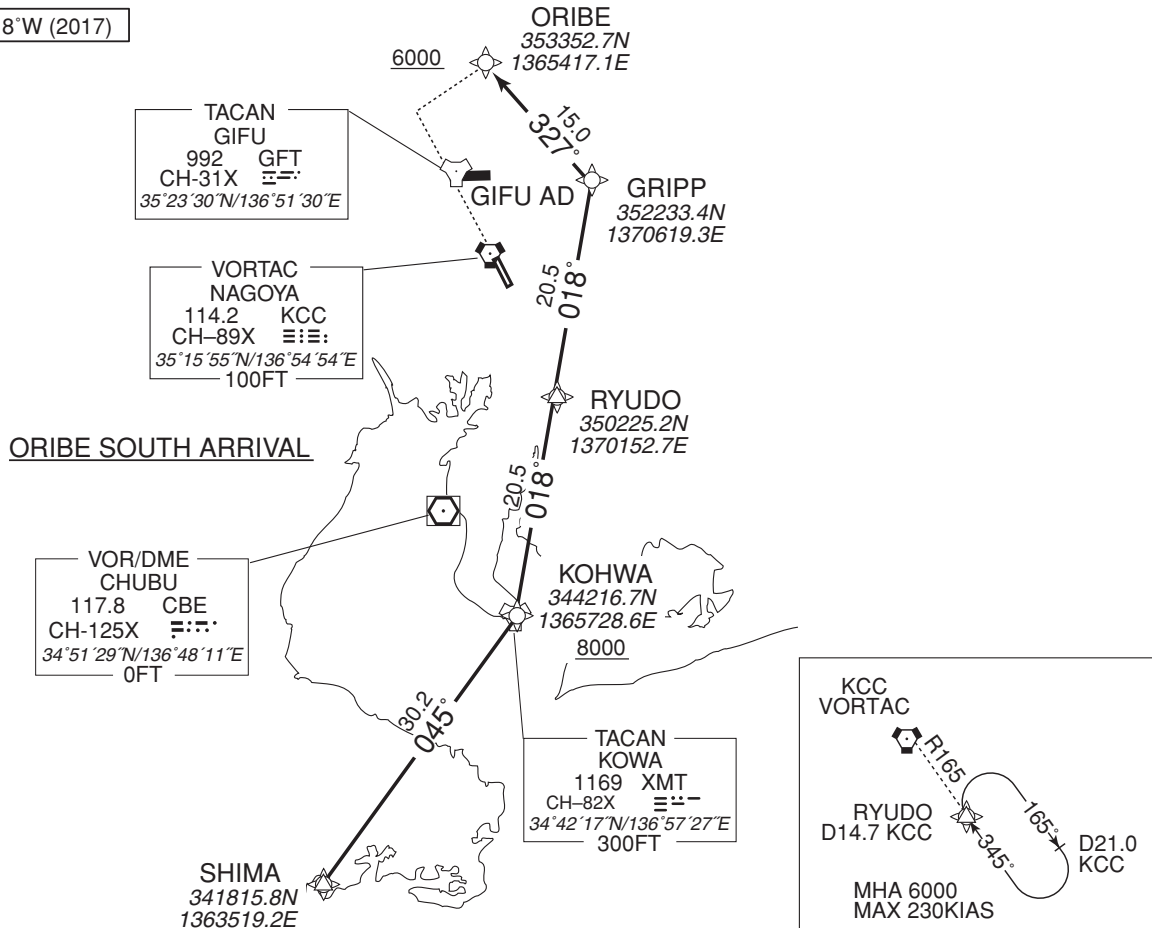 8°W (2017)
ORIBE
353352.7N
1365417.1E
6000
15.0
327°
TACAN
GIFU
992 GFT
CH-31X
35°23′30″N/136°51′30″E
GIFU AD
GRIPP
352233.4N
1370619.3E
VORTAC
NAGOYA
114.2 KCC
CH–89X
35°15′55″N/136°54′54″E
100FT
20.5
018°
RYUDO
350225.2N
1370152.7E
ORIBE SOUTH ARRIVAL
20.5
018°
VOR/DME
CHUBU
117.8 CBE
CH-125X
34°51′29″N/136°48′11″E
0FT
KOHWA
344216.7N
1365728.6E
8000
30.2
045°
TACAN
KOWA
1169 XMT
CH–82X
34°42′17″N/136°57′27″E
300FT
SHIMA
341815.8N
1363519.2E
KCC
VORTAC
R165
RYUDO
D14.7 KCC
165°
345°
D21.0
KCC
MHA 6000
MAX 230KIAS